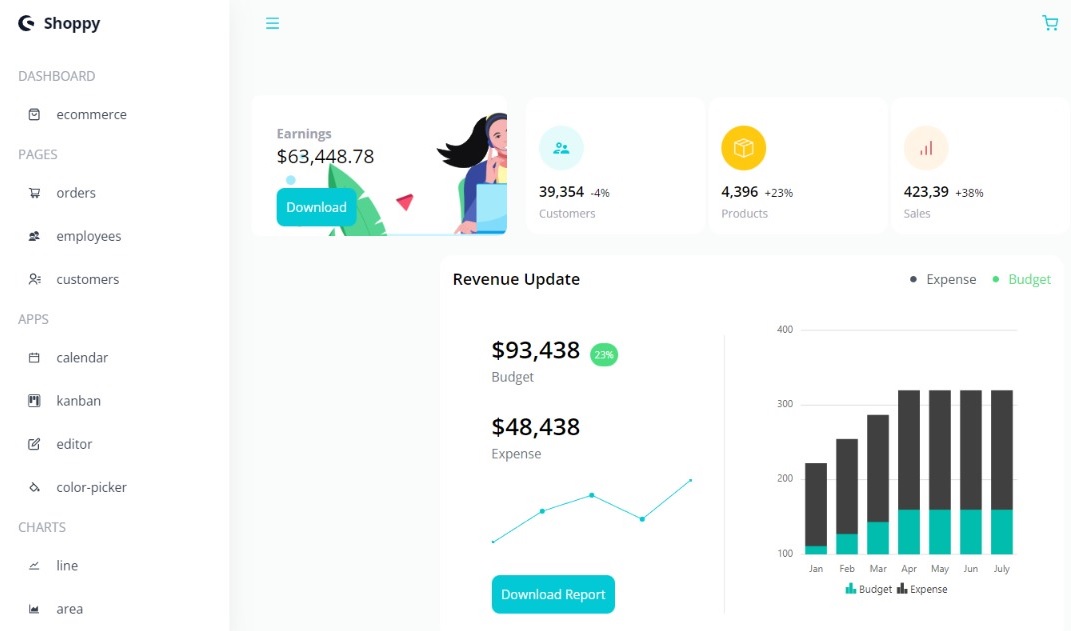 Shoppy
DASHBOARD
ecommerce
PAGES
orders
employees
customers
APPS
calendar
kanban
editor
color-picker
CHARTS
line
area
Earnings
$63,448.78
Download
39,354 -4%
Customers
4,396 +23%
Products
423,39 +38%
Sales
Revenue Update
Expense
Budget
$93,438 23%
Budget
$48,438
Expense
Download Report
400
300
200
100
Jan Feb Mar Apr May Jun July
Budget Expense